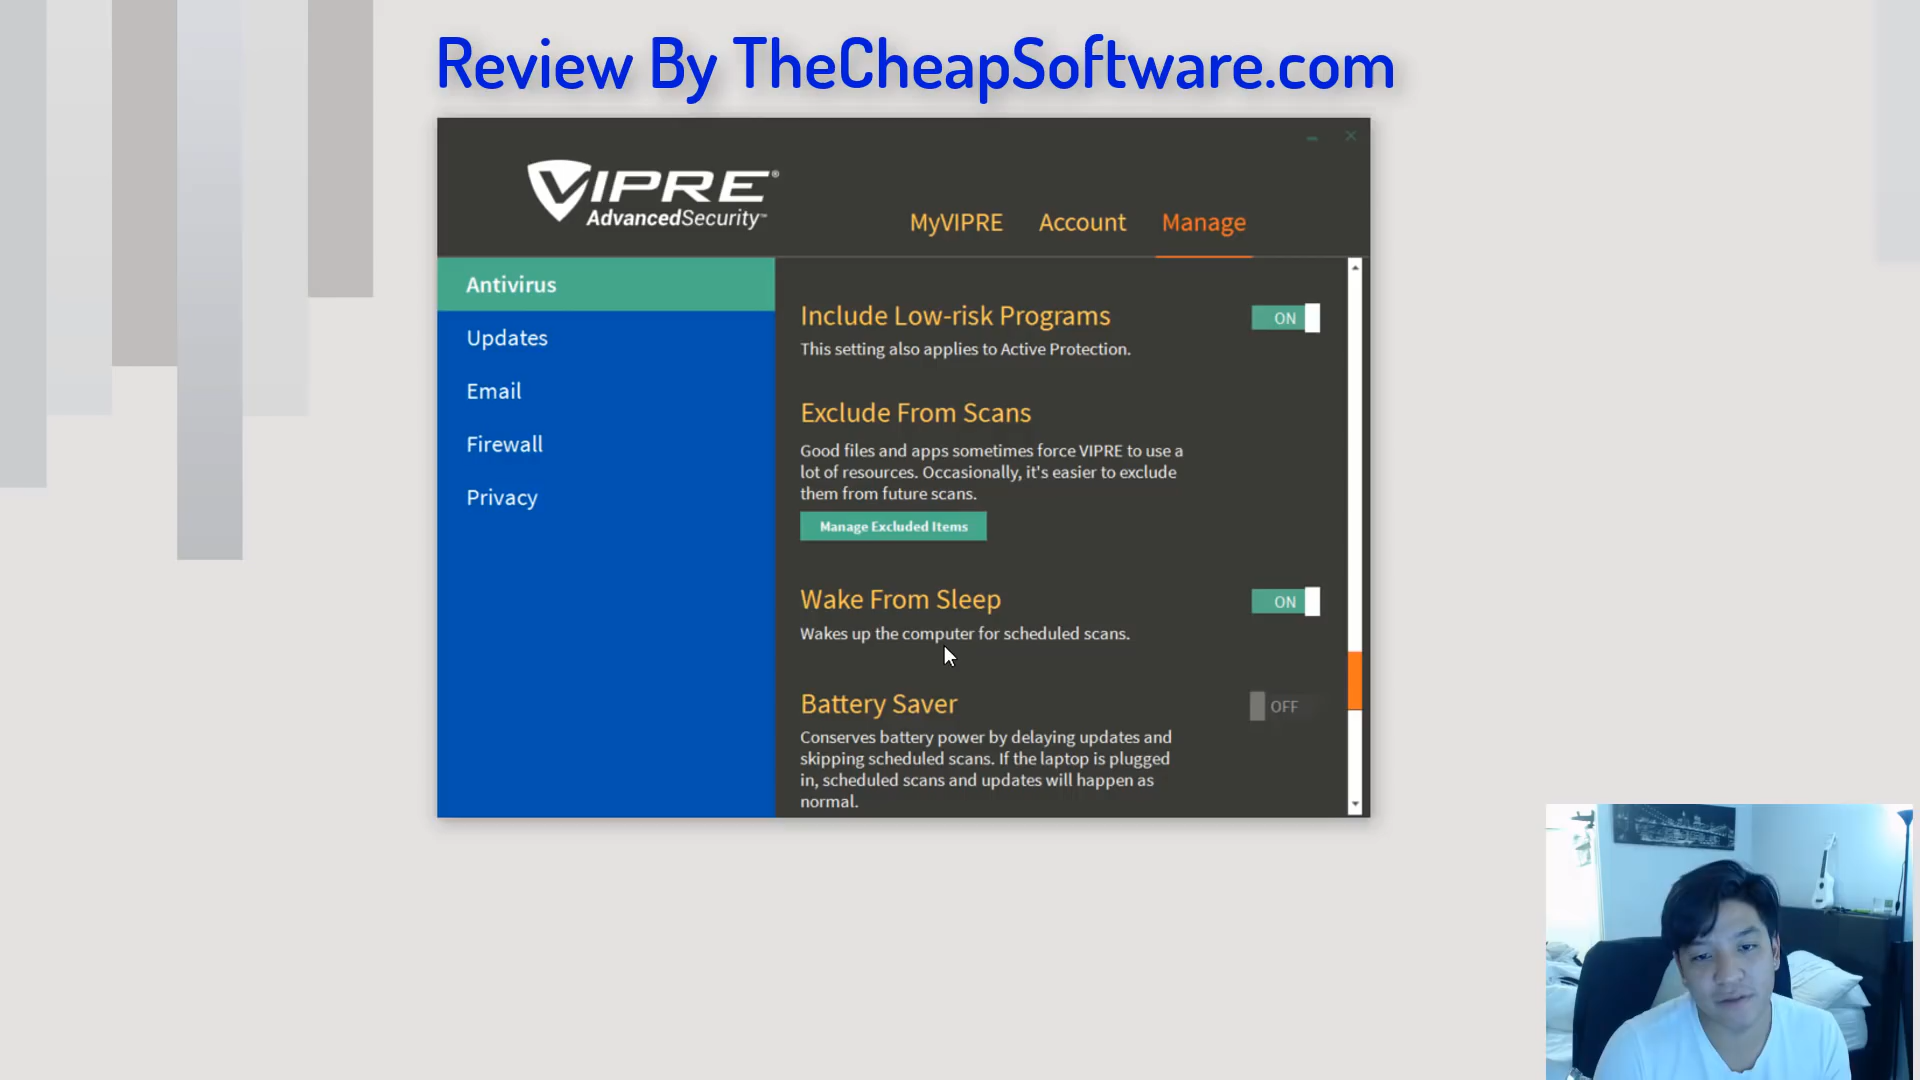 Review By TheCheapSoftware.com
VIPRE®
AdvancedSecurity™
MyVIPRE Account Manage
Antivirus
Updates
Email
Firewall
Privacy
Include Low-risk Programs
ON
This setting also applies to Active Protection.
Exclude From Scans
Good files and apps sometimes force VIPRE to use a
lot of resources. Occasionally, it's easier to exclude
them from future scans.
Manage Excluded Items
Wake From Sleep
ON
Wakes up the computer for scheduled scans.
Battery Saver
OFF
Conserves battery power by delaying updates and
skipping scheduled scans. If the laptop is plugged
in, scheduled scans and updates will happen as
normal.